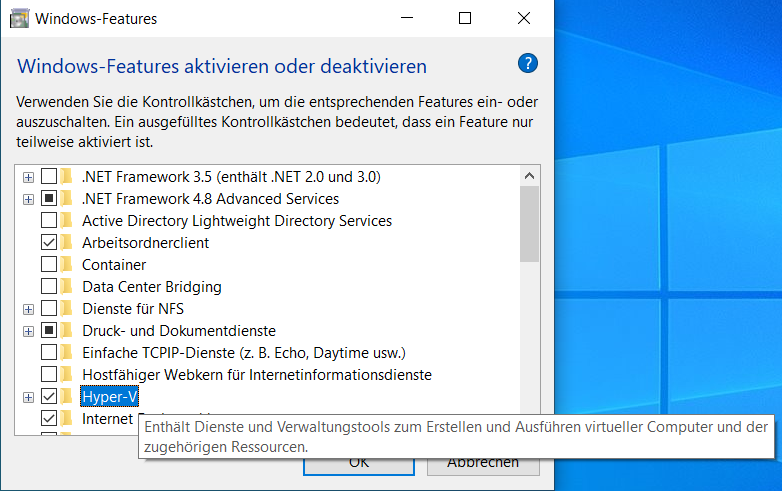 Windows-Features
Windows-Features aktivieren oder deaktivieren
?
Verwenden Sie die Kontrollkästchen, um die entsprechenden Features ein- oder
auszuschalten. Ein ausgefülltes Kontrollkästchen bedeutet, dass ein Feature nur
teilweise aktiviert ist.
.NET Framework 3.5 (enthält .NET 2.0 und 3.0)
.NET Framework 4.8 Advanced Services
Active Directory Lightweight Directory Services
Arbeitsordnerclient
Container
Data Center Bridging
Dienste für NFS
Druck- und Dokumentdienste
Einfache TCPIP-Dienste (z. B. Echo, Daytime usw.)
Hostfähiger Webkern für Internetinformationsdienste
Hyper-V
Internet
Enthält Dienste und Verwaltungstools zum Erstellen und Ausführen virtueller Computer und der
zugehörigen Ressourcen.
OK Abbrechen